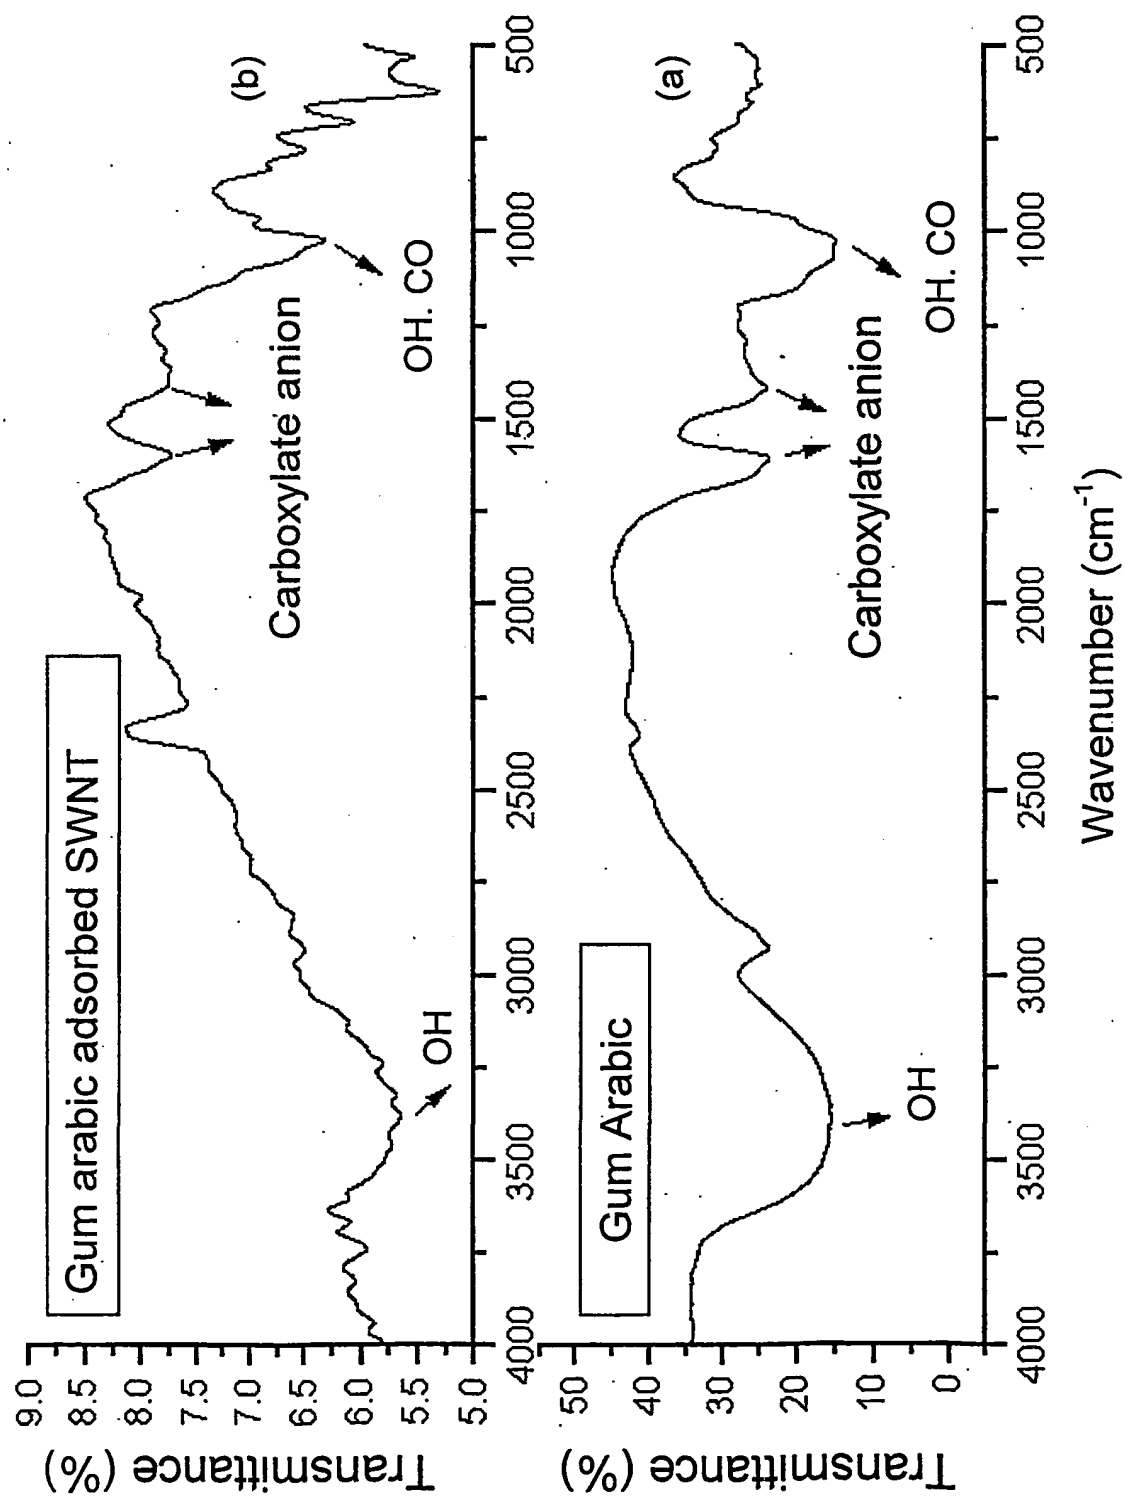 Gum arabic adsorbed SWNT
(b)
Transmittance (%)
9.0
8.5
8.0
7.5
7.0
6.5
6.0
5.5
5.0
OH
Carboxylate anion
OH. CO
4000 3500 3000 2500 2000 1500 1000 500
Gum Arabic
(a)
Transmittance (%)
50
40
30
20
10
0
OH
Carboxylate anion
OH. CO
4000 3500 3000 2500 2000 1500 1000 500
Wavenumber (cm⁻¹)